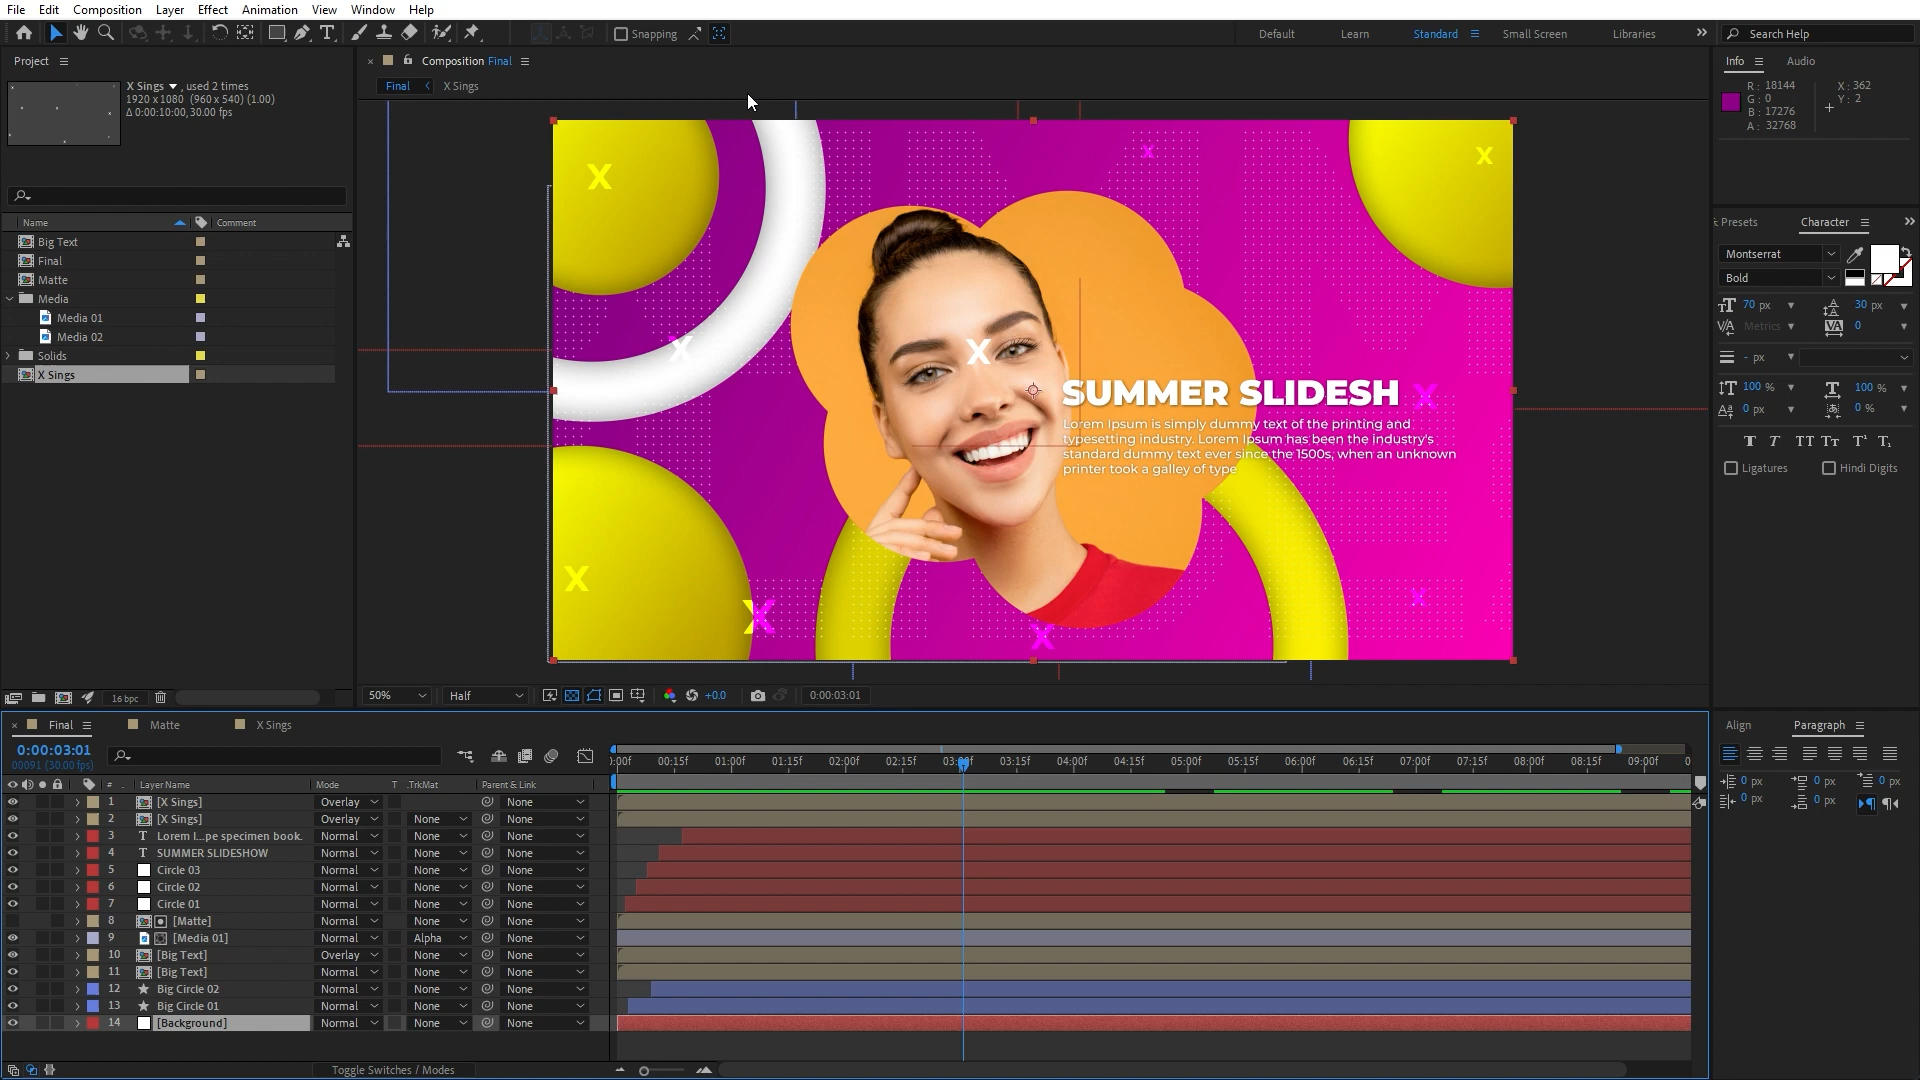 File Edit Composition Layer Effect Animation View Window Help
Snapping Default Learn Standard Small Screen Libraries Search Help
Project
X Sings , used 2 times
1920 x 1080 (960 x 540) (1.00)
Δ 0:00:10:00, 30.00 fps
Name Comment
Big Text
Final
Matte
Media
Media 01
Media 02
Solids
X Sings
16 bpc
Composition Final
Final X Sings
SUMMER SLIDESH
Lorem Ipsum is simply dummy text of the printing and
typesetting industry. Lorem Ipsum has been the industry's
standard dummy text ever since the 1500s, when an unknown
printer took a galley of type
50% Half +0.0 0:00:03:01
Info Audio
R: 18144 X: 362
G: 0 Y: 2
B: 17276
A: 32768
Presets Character
Montserrat
Bold
70 px 30 px
Metrics 0
- px
100 % 100 %
0 px 0 %
Ligatures Hindi Digits
Align Paragraph
0 px 0 px 0 px
0 px 0 px
Final Matte X Sings
0:00:03:01
00091 (30.00 fps)
:00f 00:15f 01:00f 01:15f 02:00f 02:15f 03:00f 03:15f 04:00f 04:15f 05:00f 05:15f 06:00f 06:15f 07:00f 07:15f 08:00f 08:15f 09:00f
# Layer Name Mode T .TrkMat Parent & Link
1 [X Sings] Overlay None
2 [X Sings] Overlay None None
3 Lorem I...pe specimen book. Normal None None
4 SUMMER SLIDESHOW Normal None None
5 Circle 03 Normal None None
6 Circle 02 Normal None None
7 Circle 01 Normal None None
8 [Matte] Normal None None
9 [Media 01] Normal Alpha None
10 [Big Text] Overlay None None
11 [Big Text] Normal None None
12 Big Circle 02 Normal None None
13 Big Circle 01 Normal None None
14 [Background] Normal None None
Toggle Switches / Modes